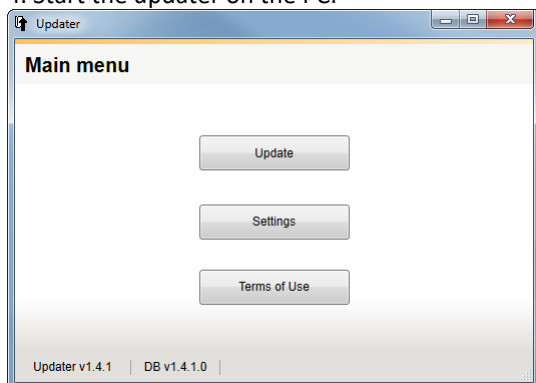 4. Start the updater on the PC.
Updater
Main menu
Update
Settings
Terms of Use
Updater v1.4.1 | DB v1.4.1.0 |